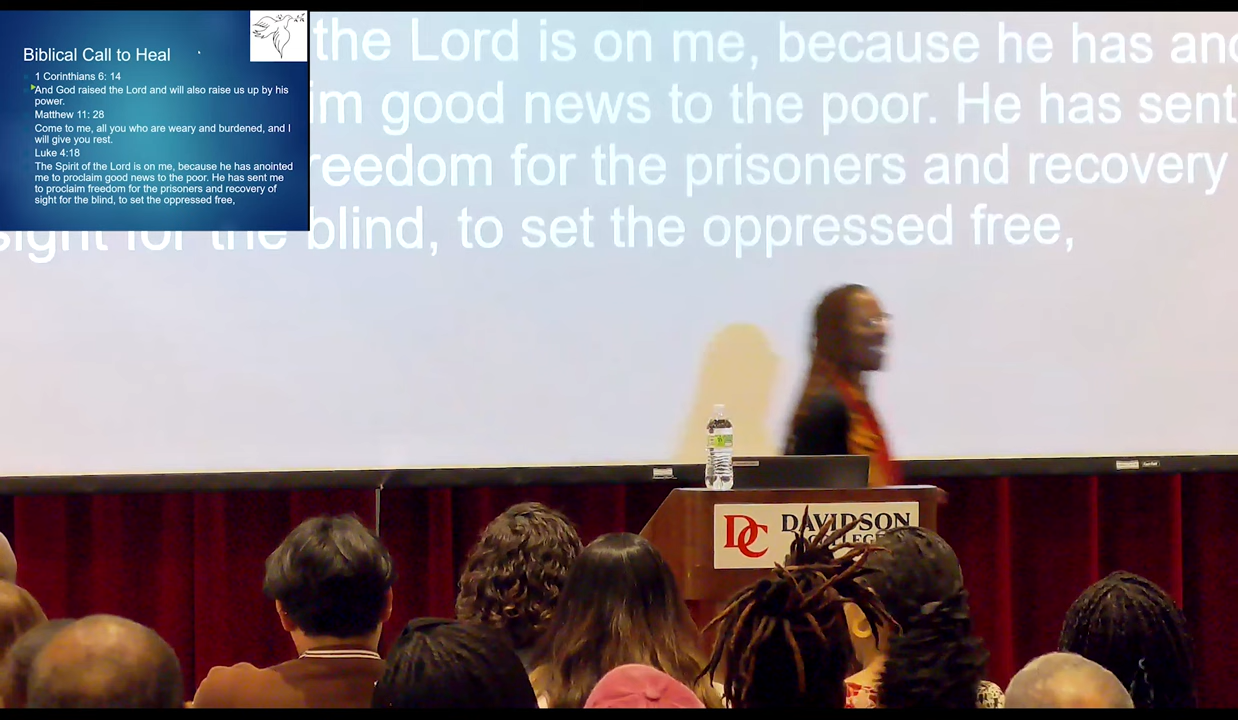 Biblical Call to Heal
1 Corinthians 6: 14
And God raised the Lord and will also raise us up by his
power.
Matthew 11: 28
Come to me, all you who are weary and burdened, and I
will give you rest.
Luke 4:18
The Spirit of the Lord is on me, because he has anointed
me to proclaim good news to the poor. He has sent me
to proclaim freedom for the prisoners and recovery of
sight for the blind, to set the oppressed free,
the Lord is on me, because he has ano
im good news to the poor. He has sent
reedom for the prisoners and recovery
sight for the blind, to set the oppressed free,
DC DAVIDSON
COLLEGE